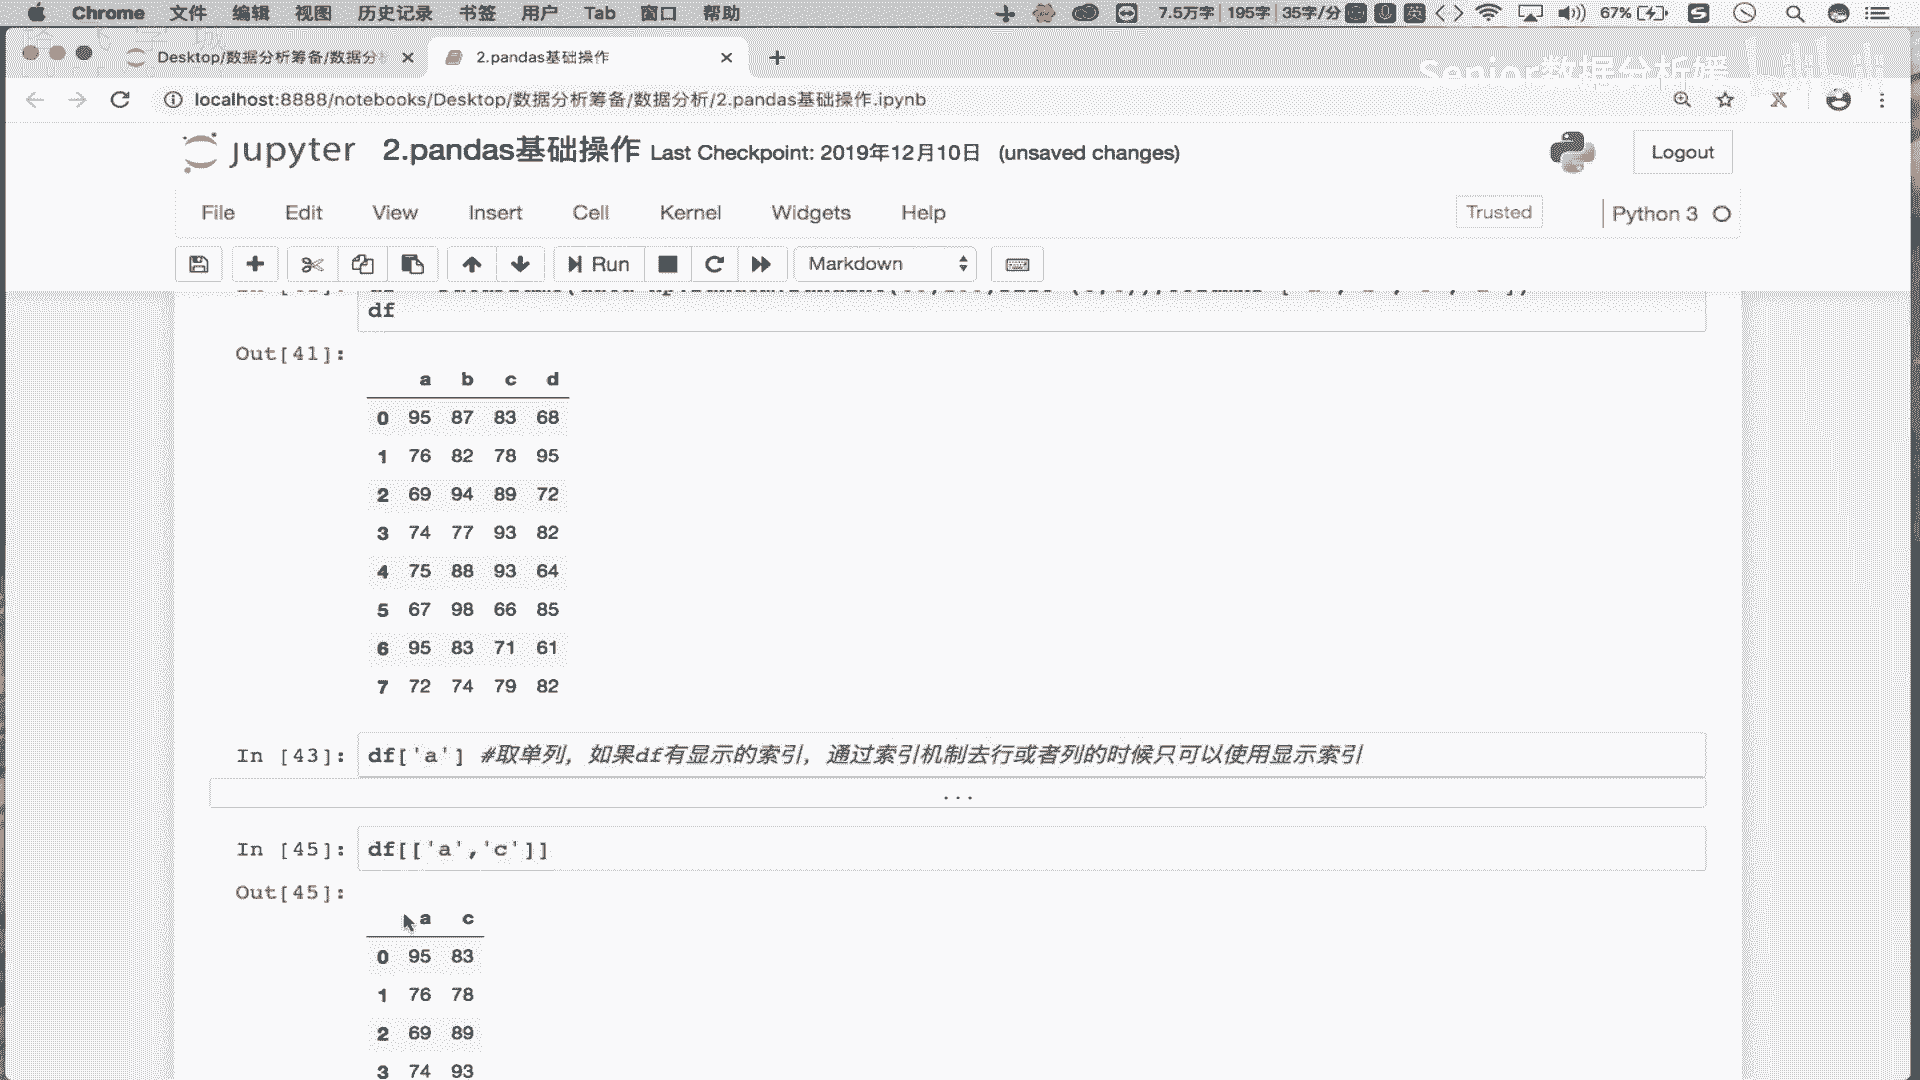 Chrome 文件 编辑 视图 历史记录 书签 用户 Tab 窗口 帮助 7.5万字 195字 35字/分 英 67%
Desktop/数据分析筹备/数据分析 2.pandas基础操作
Senior数据分析媛 bilibili
localhost:8888/notebooks/Desktop/数据分析筹备/数据分析/2.pandas基础操作.ipynb
jupyter 2.pandas基础操作 Last Checkpoint: 2019年12月10日 (unsaved changes) Logout
File Edit View Insert Cell Kernel Widgets Help Trusted Python 3
Run Markdown
df
Out[41]:
a b c d
0 95 87 83 68
1 76 82 78 95
2 69 94 89 72
3 74 77 93 82
4 75 88 93 64
5 67 98 66 85
6 95 83 71 61
7 72 74 79 82
In [43]: df['a'] #取单列，如果df有显示的索引，通过索引机制去行或者列的时候只可以使用显示索引
...
In [45]: df[['a','c']]
Out[45]:
a c
0 95 83
1 76 78
2 69 89
3 74 93